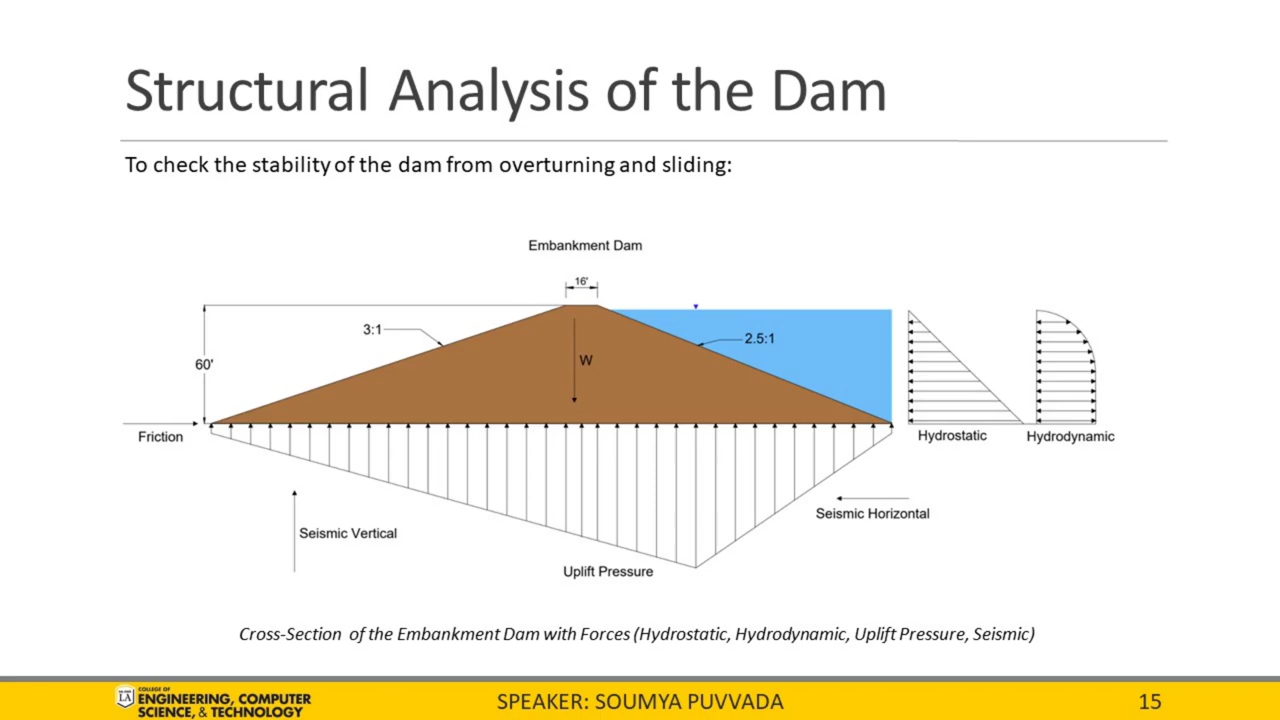 Structural Analysis of the Dam
To check the stability of the dam from overturning and sliding:
Embankment Dam
16'
3:1
2.5:1
W
60'
Friction
Hydrostatic
Hydrodynamic
Seismic Horizontal
Seismic Vertical
Uplift Pressure
Cross-Section of the Embankment Dam with Forces (Hydrostatic, Hydrodynamic, Uplift Pressure, Seismic)
LA
COLLEGE OF
ENGINEERING, COMPUTER
SCIENCE, & TECHNOLOGY
SPEAKER: SOUMYA PUVVADA
15